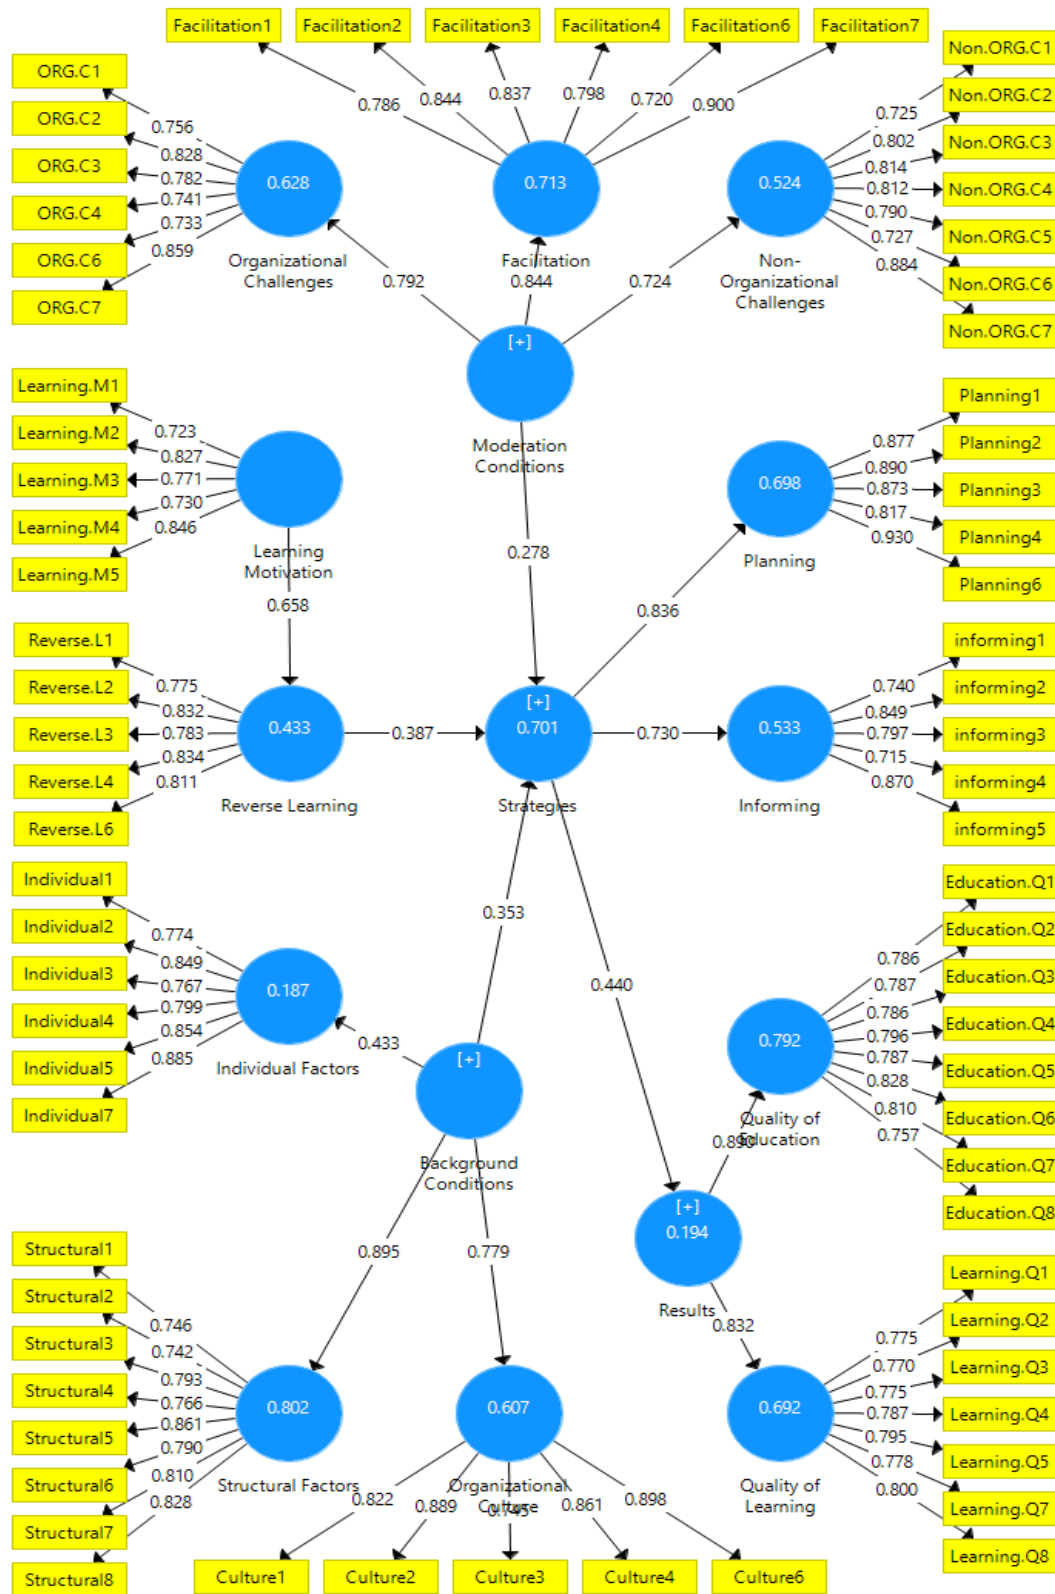 Facilitation1
Facilitation2
Facilitation3
Facilitation4
Facilitation6
Facilitation7
0.786
0.844
0.837
0.798
0.720
0.900
ORG.C1
ORG.C2
ORG.C3
ORG.C4
ORG.C6
ORG.C7
0.756
0.828
0.782
0.741
0.733
0.859
0.628
Organizational
Challenges
0.713
Facilitation
0.524
Non-
Organizational
Challenges
0.725
0.802
0.814
0.812
0.790
0.727
0.884
Non.ORG.C1
Non.ORG.C2
Non.ORG.C3
Non.ORG.C4
Non.ORG.C5
Non.ORG.C6
Non.ORG.C7
0.792
0.844
0.724
[+]
Moderation
Conditions
Learning.M1
Learning.M2
Learning.M3
Learning.M4
Learning.M5
0.723
0.827
0.771
0.730
0.846
Learning
Motivation
0.658
0.278
0.698
Planning
0.877
0.890
0.873
0.817
0.930
Planning1
Planning2
Planning3
Planning4
Planning6
0.836
Reverse.L1
Reverse.L2
Reverse.L3
Reverse.L4
Reverse.L6
0.775
0.832
0.783
0.834
0.811
0.433
Reverse Learning
0.387
[+]
0.701
Strategies
0.730
0.533
Informing
0.740
0.849
0.797
0.715
0.870
informing1
informing2
informing3
informing4
informing5
Individual1
Individual2
Individual3
Individual4
Individual5
Individual7
0.774
0.849
0.767
0.799
0.854
0.885
0.187
Individual Factors
0.433
0.353
0.440
[+]
Background
Conditions
0.792
Quality of
Education
0.786
0.787
0.786
0.796
0.787
0.828
0.810
0.757
Education.Q1
Education.Q2
Education.Q3
Education.Q4
Education.Q5
Education.Q6
Education.Q7
Education.Q8
0.890
[+]
0.194
Results
0.832
0.895
0.779
Structural1
Structural2
Structural3
Structural4
Structural5
Structural6
Structural7
Structural8
0.746
0.742
0.793
0.766
0.861
0.790
0.810
0.828
0.802
Structural Factors
0.607
Organizational
Culture
0.822
0.889
0.745
0.861
0.898
Culture1
Culture2
Culture3
Culture4
Culture6
0.692
Quality of
Learning
0.775
0.770
0.775
0.787
0.795
0.778
0.800
Learning.Q1
Learning.Q2
Learning.Q3
Learning.Q4
Learning.Q5
Learning.Q7
Learning.Q8